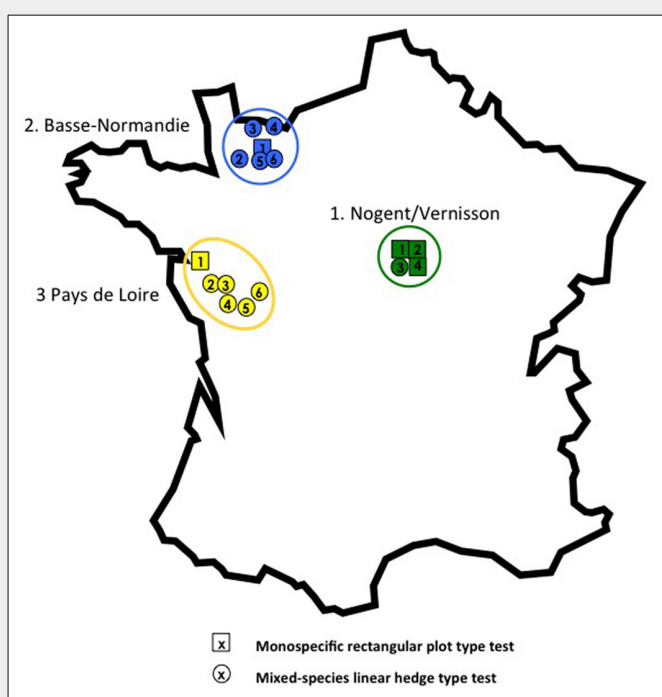 3 4
2. Basse-Normandie
1
2 5 6
1. Nogent/Vernisson
1 2
3 4
1
2 3 6
4 5
3 Pays de Loire
x Monospecific rectangular plot type test
x Mixed-species linear hedge type test